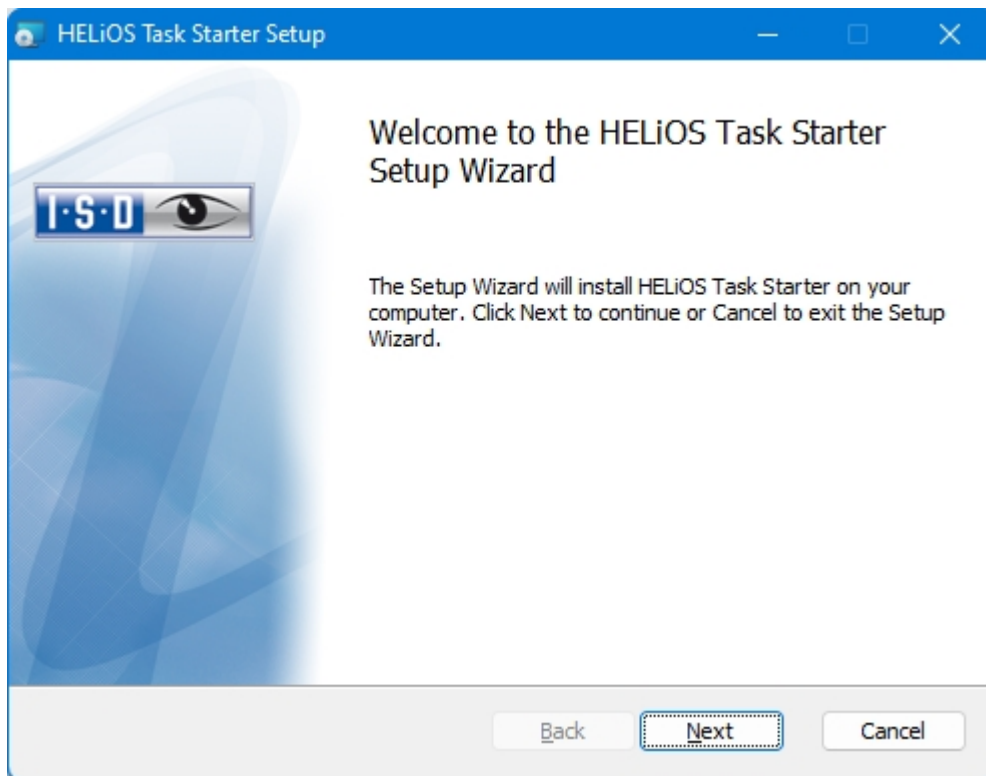 HELiOS Task Starter Setup
Welcome to the HELiOS Task Starter
Setup Wizard
I·S·D
The Setup Wizard will install HELiOS Task Starter on your
computer. Click Next to continue or Cancel to exit the Setup
Wizard.
Back Next Cancel